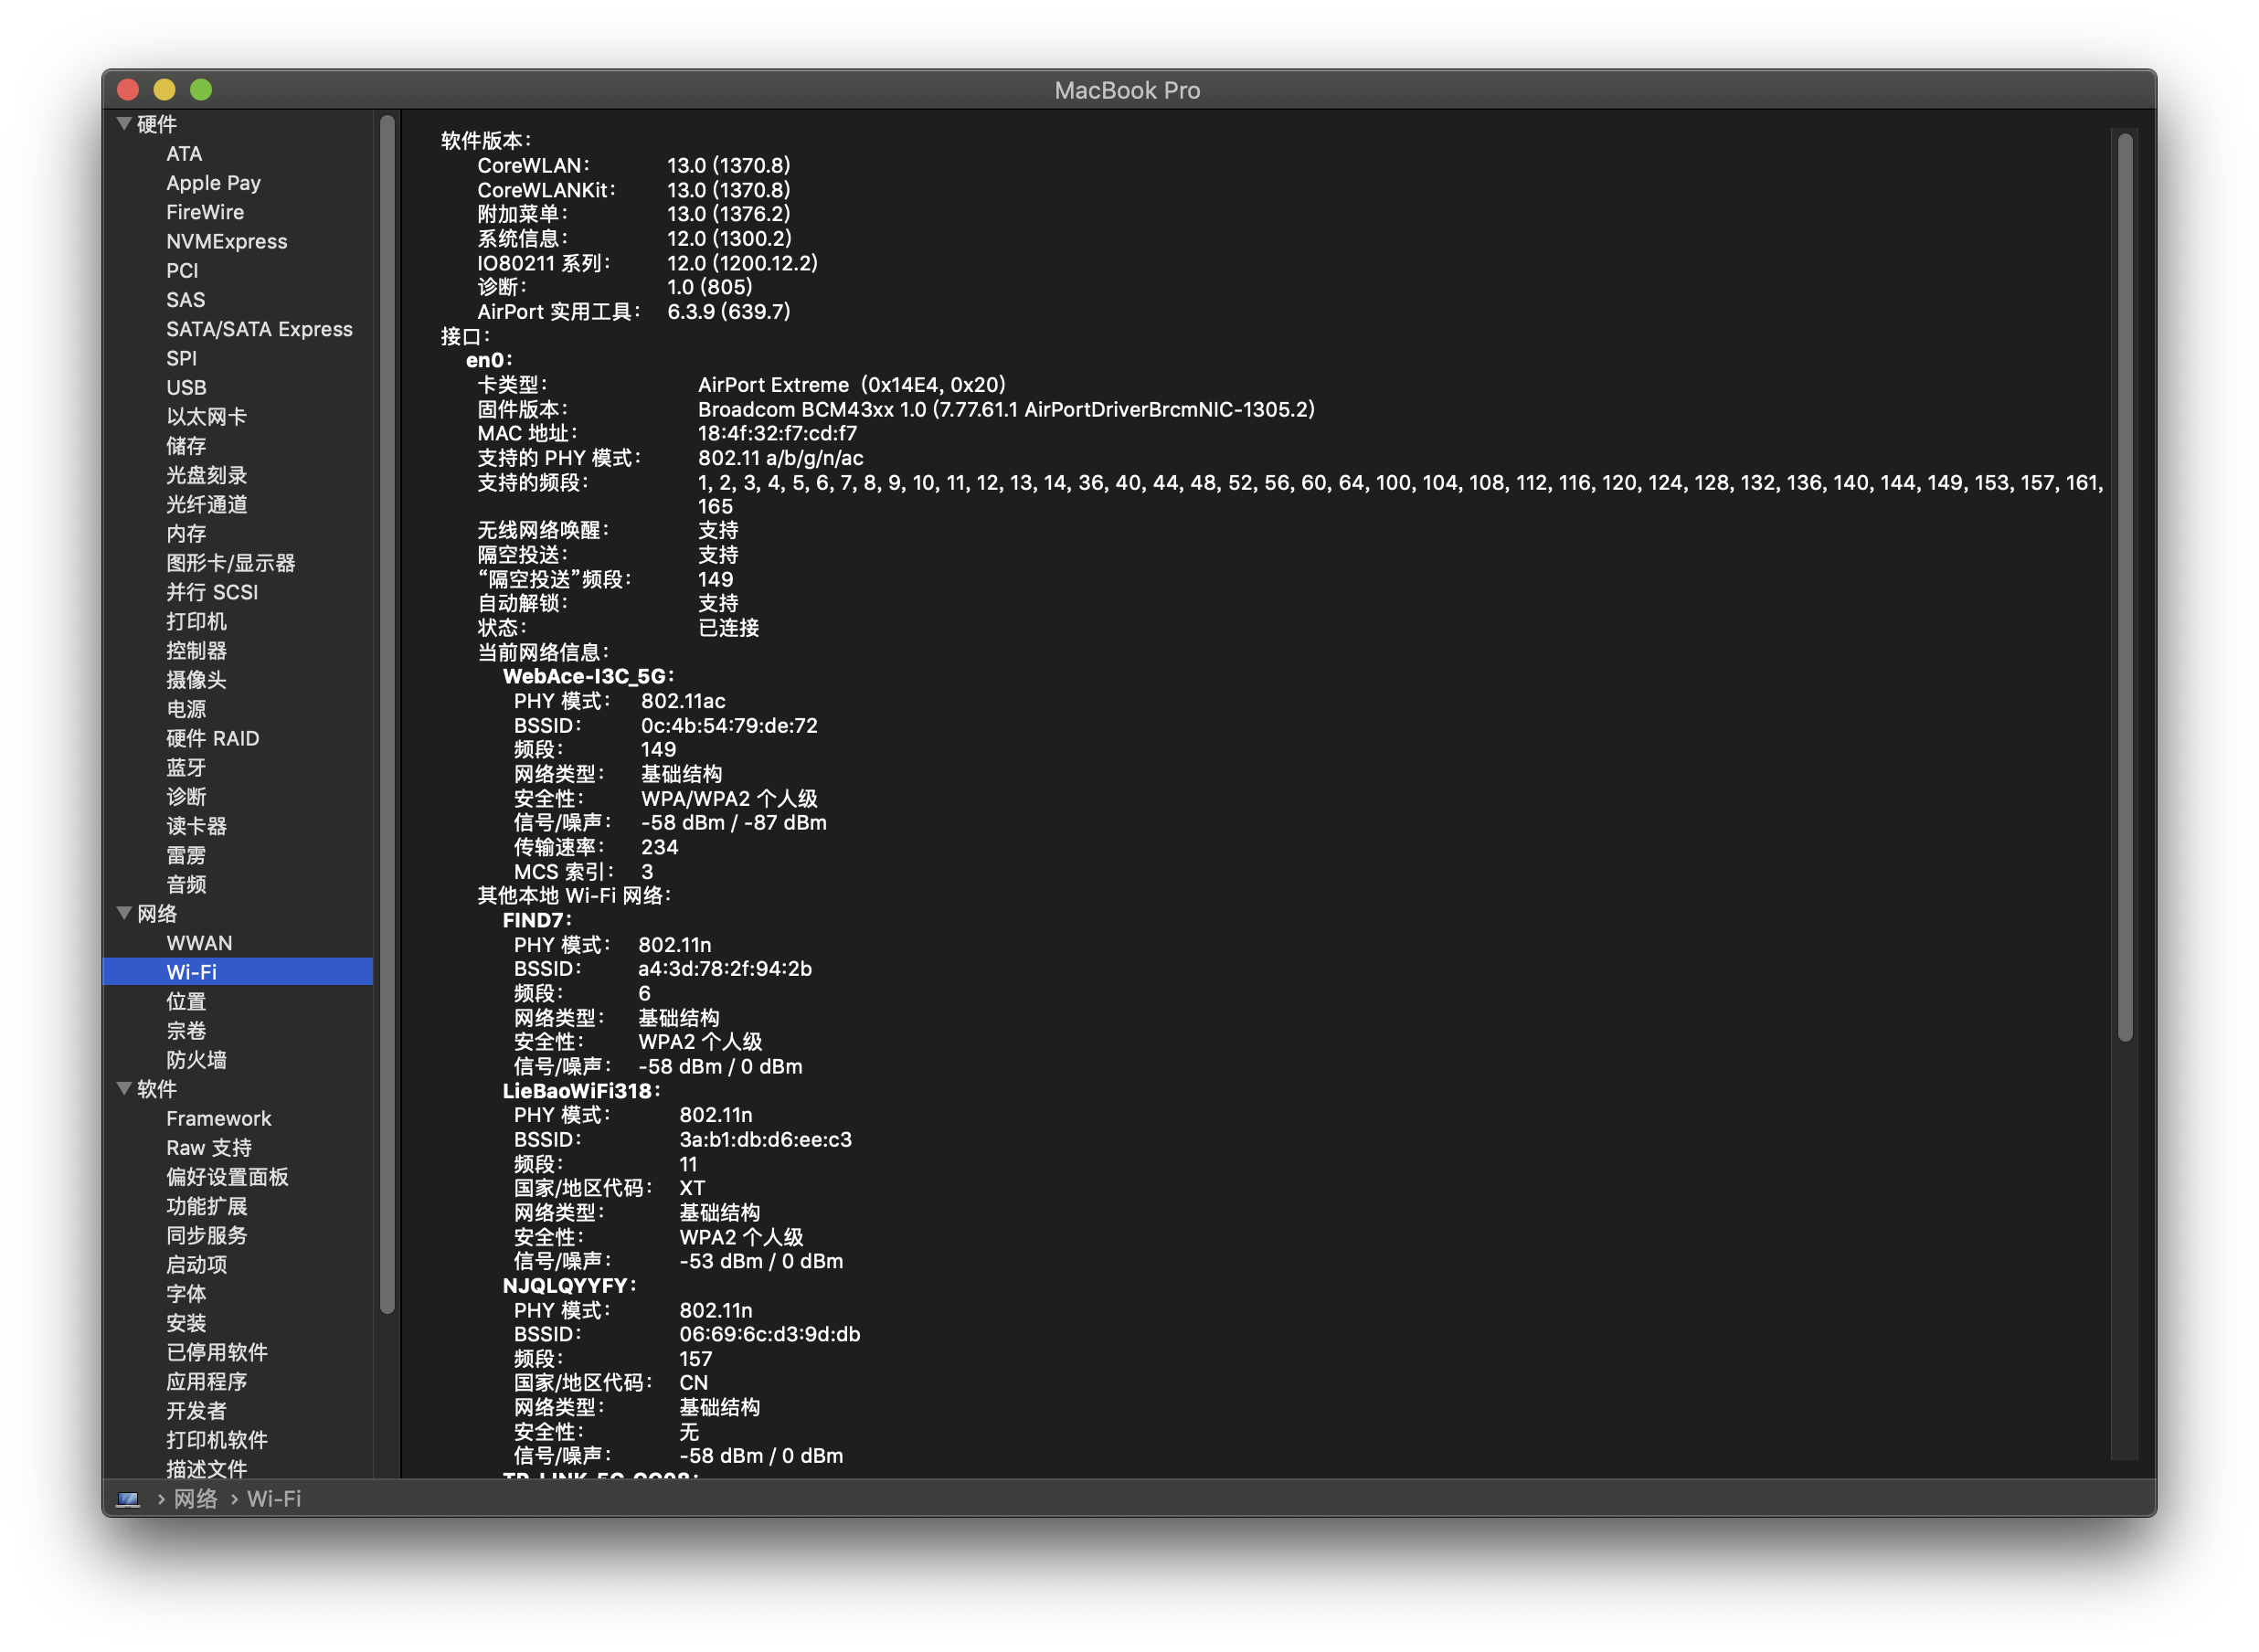 MacBook Pro
硬件
ATA
Apple Pay
FireWire
NVMExpress
PCI
SAS
SATA/SATA Express
SPI
USB
以太网卡
储存
光盘刻录
光纤通道
内存
图形卡/显示器
并行 SCSI
打印机
控制器
摄像头
电源
硬件 RAID
蓝牙
诊断
读卡器
雷雳
音频
网络
WWAN
Wi-Fi
位置
宗卷
防火墙
软件
Framework
Raw 支持
偏好设置面板
功能扩展
同步服务
启动项
字体
安装
已停用软件
应用程序
开发者
打印机软件
描述文件
软件版本：
CoreWLAN： 13.0 (1370.8)
CoreWLANKit： 13.0 (1370.8)
附加菜单： 13.0 (1376.2)
系统信息： 12.0 (1300.2)
IO80211 系列： 12.0 (1200.12.2)
诊断： 1.0 (805)
AirPort 实用工具： 6.3.9 (639.7)
接口：
en0：
卡类型： AirPort Extreme（0x14E4, 0x20）
固件版本： Broadcom BCM43xx 1.0 (7.77.61.1 AirPortDriverBrcmNIC-1305.2)
MAC 地址： 18:4f:32:f7:cd:f7
支持的 PHY 模式： 802.11 a/b/g/n/ac
支持的频段： 1, 2, 3, 4, 5, 6, 7, 8, 9, 10, 11, 12, 13, 14, 36, 40, 44, 48, 52, 56, 60, 64, 100, 104, 108, 112, 116, 120, 124, 128, 132, 136, 140, 144, 149, 153, 157, 161,
165
无线网络唤醒： 支持
隔空投送： 支持
“隔空投送”频段： 149
自动解锁： 支持
状态： 已连接
当前网络信息：
WebAce-I3C_5G：
PHY 模式： 802.11ac
BSSID： 0c:4b:54:79:de:72
频段： 149
网络类型： 基础结构
安全性： WPA/WPA2 个人级
信号/噪声： -58 dBm / -87 dBm
传输速率： 234
MCS 索引： 3
其他本地 Wi-Fi 网络：
FIND7：
PHY 模式： 802.11n
BSSID： a4:3d:78:2f:94:2b
频段： 6
网络类型： 基础结构
安全性： WPA2 个人级
信号/噪声： -58 dBm / 0 dBm
LieBaoWiFi318：
PHY 模式： 802.11n
BSSID： 3a:b1:db:d6:ee:c3
频段： 11
国家/地区代码： XT
网络类型： 基础结构
安全性： WPA2 个人级
信号/噪声： -53 dBm / 0 dBm
NJQLQYYFY：
PHY 模式： 802.11n
BSSID： 06:69:6c:d3:9d:db
频段： 157
国家/地区代码： CN
网络类型： 基础结构
安全性： 无
信号/噪声： -58 dBm / 0 dBm
› 网络 › Wi-Fi